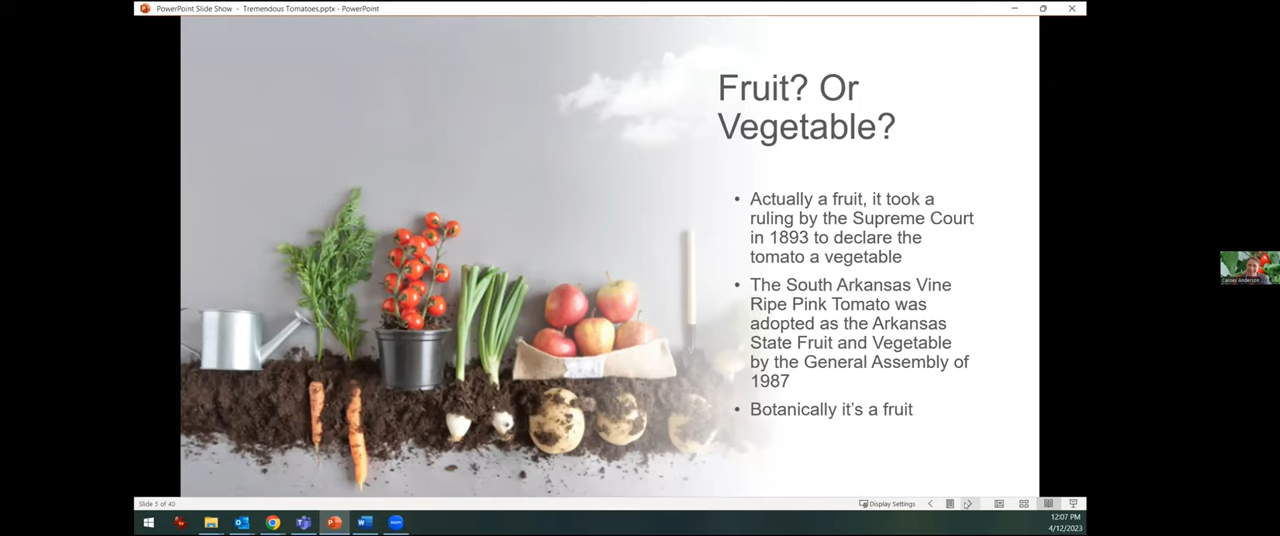 PowerPoint Slide Show - Tremendous Tomatoes.pptx - PowerPoint
Fruit? Or
Vegetable?
• Actually a fruit, it took a
ruling by the Supreme Court
in 1893 to declare the
tomato a vegetable
• The South Arkansas Vine
Ripe Pink Tomato was
adopted as the Arkansas
State Fruit and Vegetable
by the General Assembly of
1987
• Botanically it's a fruit
Cassey Anderson
Slide 5 of 40
Display Settings
12:07 PM
4/12/2023